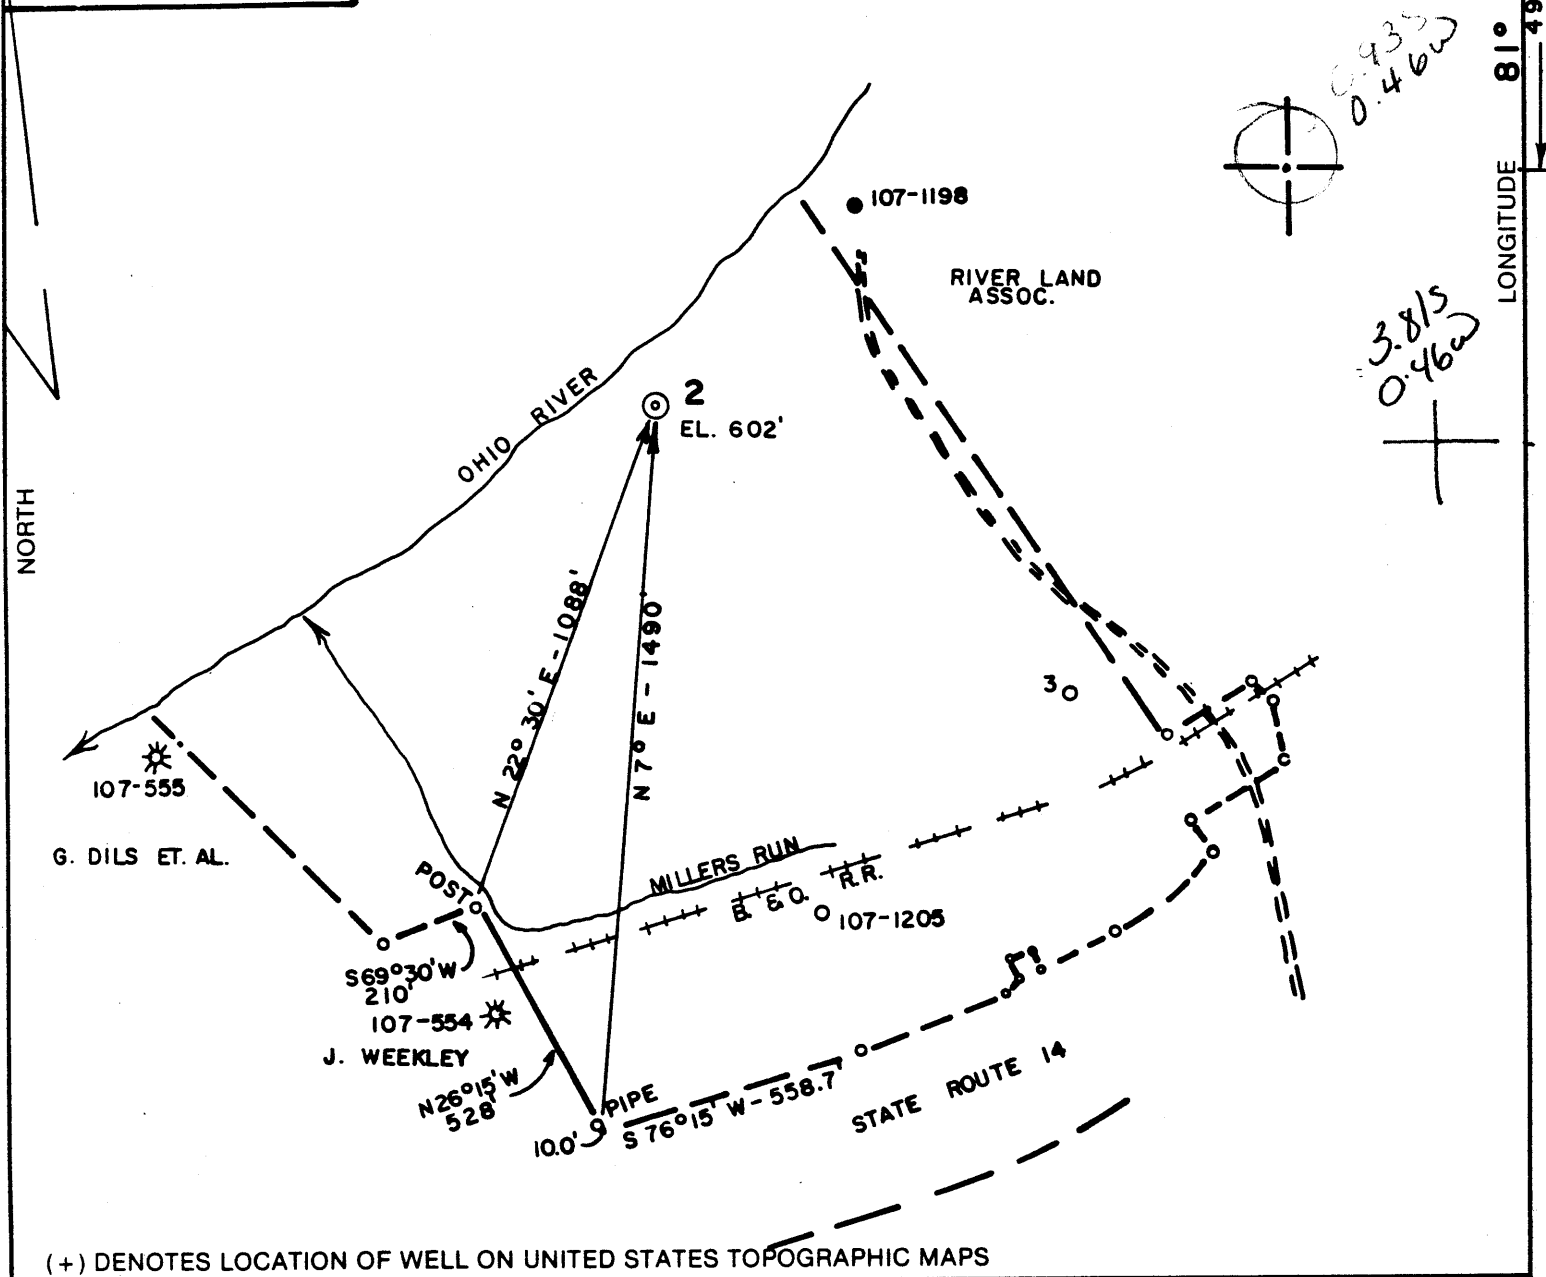 49
81°
LONGITUDE
0.46W
107-1198
RIVER LAND
ASSOC.
3.81S
0.46W
OHIO RIVER
2
EL. 602'
NORTH
N 22° 30' E - 1088'
N 7° E - 1490'
3
107-555
G. DILS ET. AL.
POST
MILLERS RUN
B. & O. R.R.
107-1205
S69°30'W
210'
107-554
J. WEEKLEY
N26°15'W
528'
PIPE
10.0'
S 76°15' W - 558.7'
STATE ROUTE 14
(+) DENOTES LOCATION OF WELL ON UNITED STATES TOPOGRAPHIC MAPS